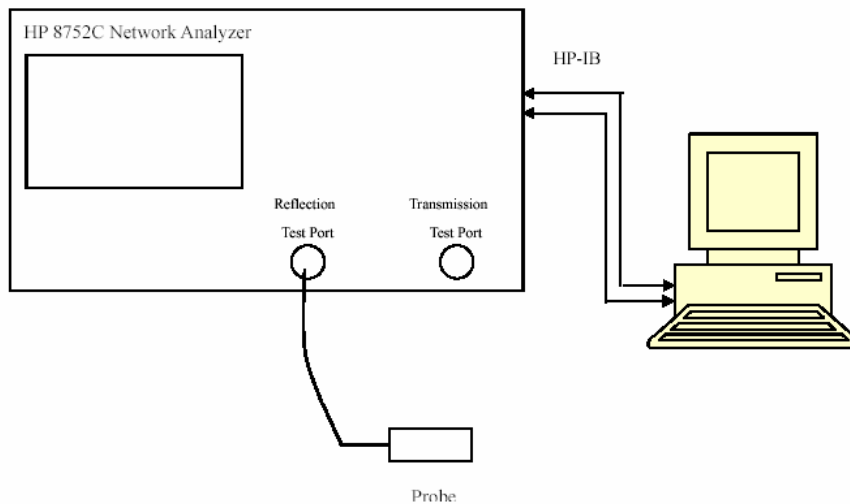 HP 8752C Network Analyzer
HP-IB
Reflection
Test Port
Transmission
Test Port
Probe